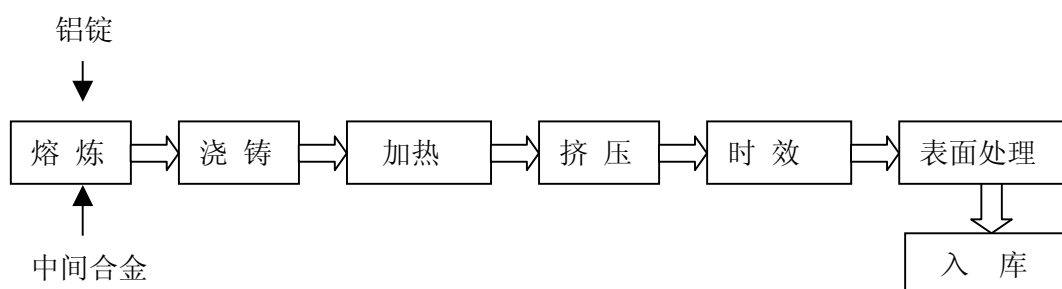 铝锭
熔 炼 浇 铸 加热 挤 压 时 效 表面处理
中间合金 入 库